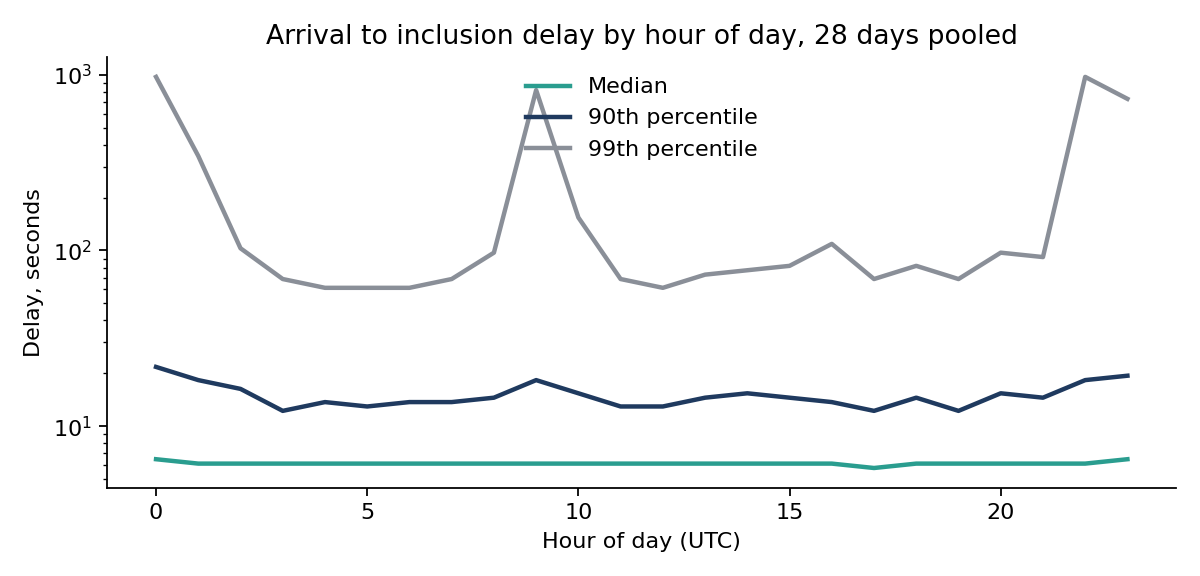 Arrival to inclusion delay by hour of day, 28 days pooled
Median
90th percentile
99th percentile
Delay, seconds
10³
10²
10¹
0 5 10 15 20
Hour of day (UTC)